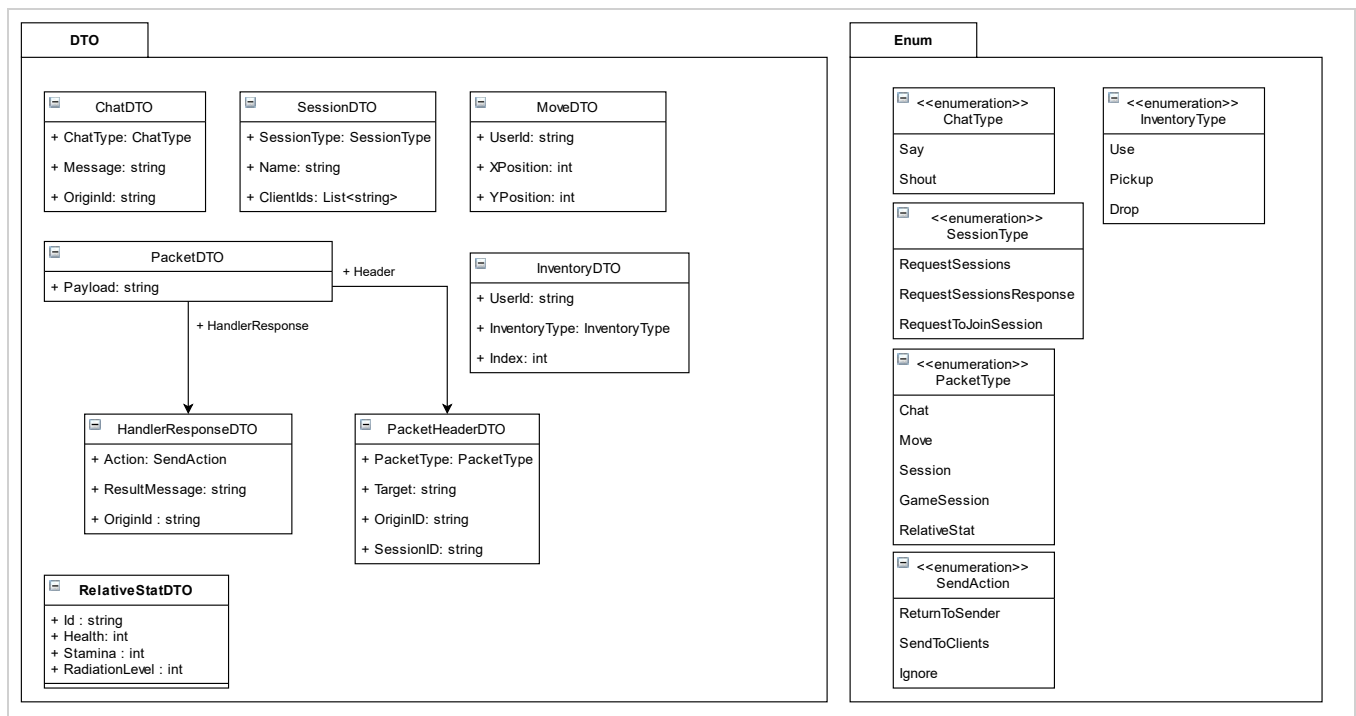 DTO
ChatDTO
+ ChatType: ChatType
+ Message: string
+ OriginId: string
SessionDTO
+ SessionType: SessionType
+ Name: string
+ ClientIds: List<string>
MoveDTO
+ UserId: string
+ XPosition: int
+ YPosition: int
PacketDTO
+ Payload: string
+ Header
+ HandlerResponse
InventoryDTO
+ UserId: string
+ InventoryType: InventoryType
+ Index: int
HandlerResponseDTO
+ Action: SendAction
+ ResultMessage: string
+ OriginId : string
PacketHeaderDTO
+ PacketType: PacketType
+ Target: string
+ OriginID: string
+ SessionID: string
RelativeStatDTO
+ Id : string
+ Health: int
+ Stamina : int
+ RadiationLevel : int
Enum
<<enumeration>>
ChatType
Say
Shout
<<enumeration>>
InventoryType
Use
Pickup
Drop
<<enumeration>>
SessionType
RequestSessions
RequestSessionsResponse
RequestToJoinSession
<<enumeration>>
PacketType
Chat
Move
Session
GameSession
RelativeStat
<<enumeration>>
SendAction
ReturnToSender
SendToClients
Ignore